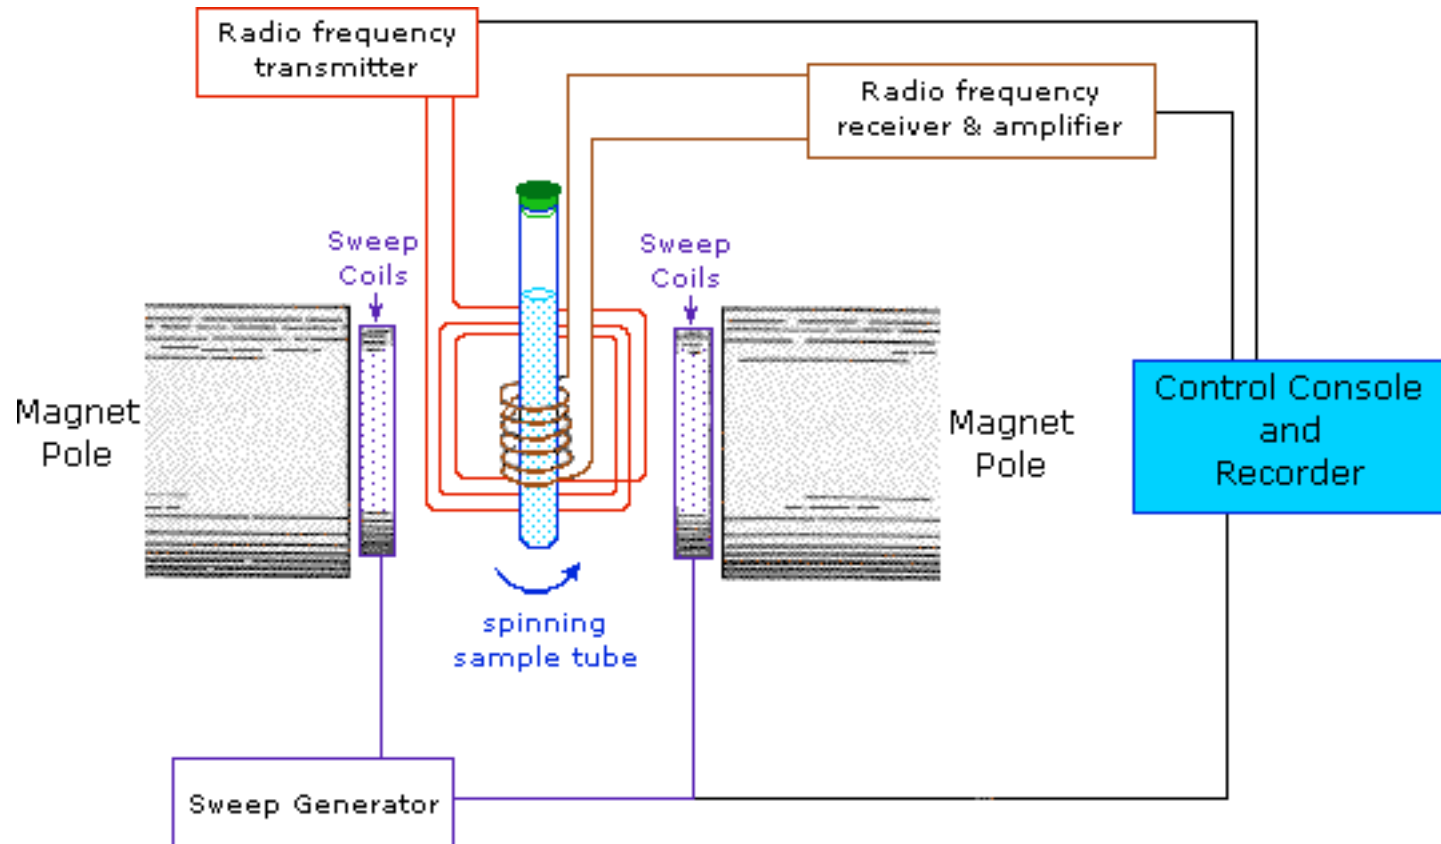 Radio frequency
transmitter
Radio frequency
receiver & amplifier
Sweep
Coils
Sweep
Coils
Magnet
Pole
Magnet
Pole
Control Console
and
Recorder
spinning
sample tube
Sweep Generator